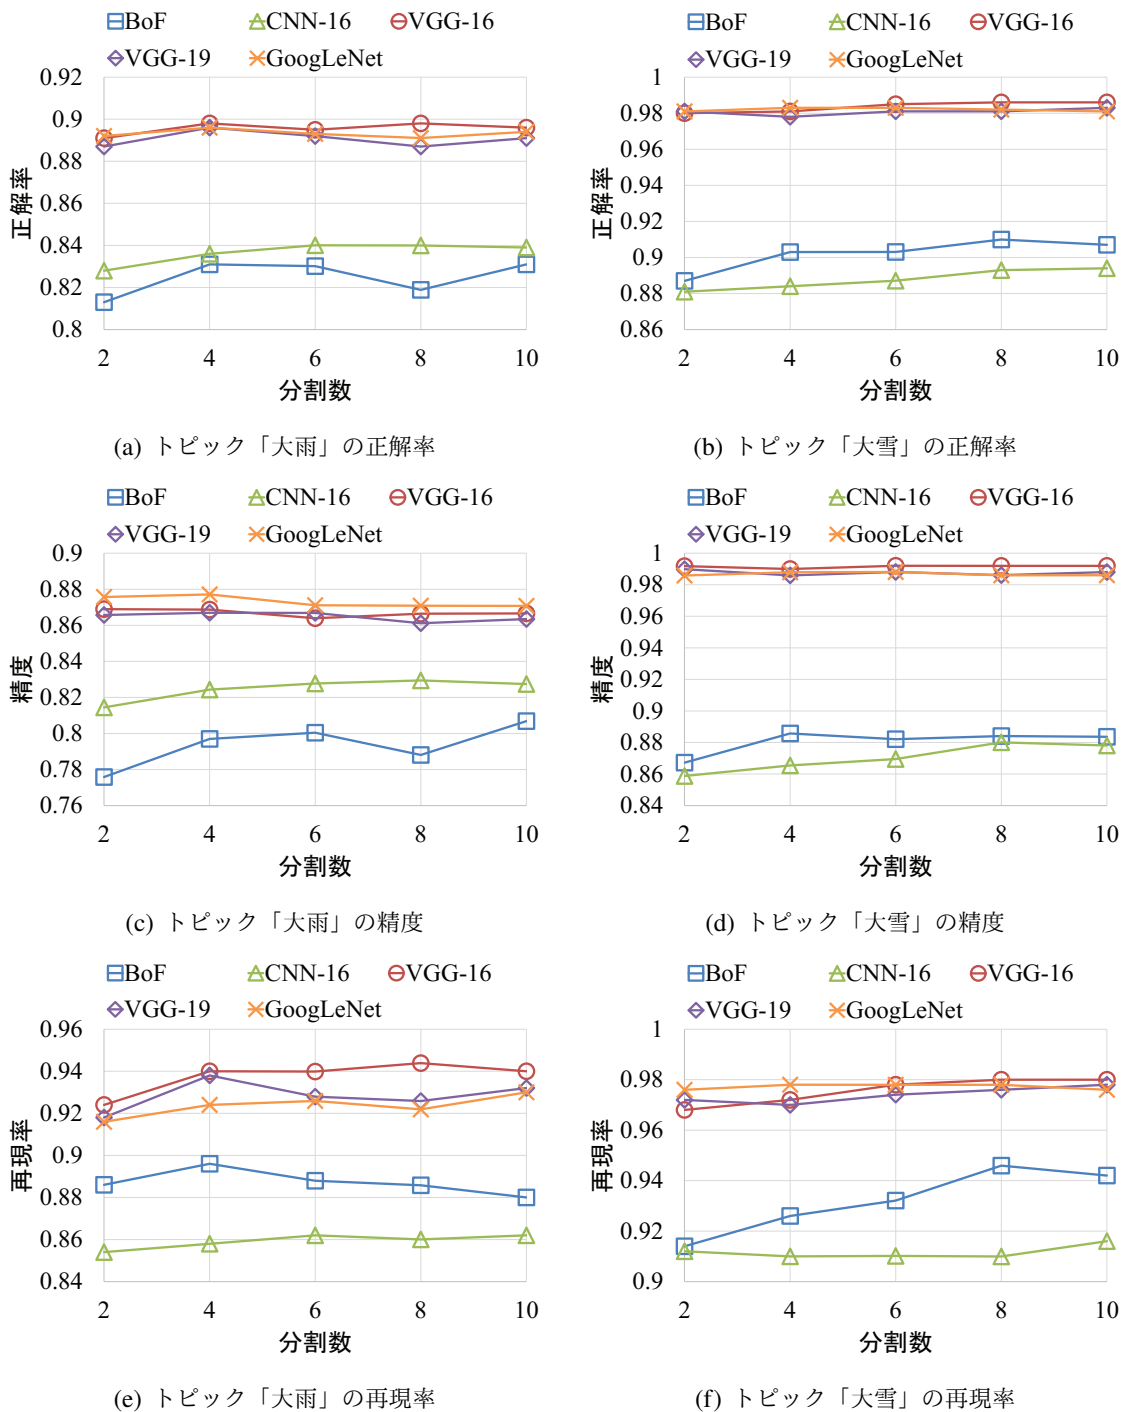 BoF CNN-16 VGG-16
VGG-19 GoogLeNet
0.92
0.9
0.88
0.86
0.84
0.82
0.8
正解率
2 4 6 8 10
分割数
(a) トピック「大雨」の正解率
BoF CNN-16 VGG-16
VGG-19 GoogLeNet
1
0.98
0.96
0.94
0.92
0.9
0.88
0.86
正解率
2 4 6 8 10
分割数
(b) トピック「大雪」の正解率
BoF CNN-16 VGG-16
VGG-19 GoogLeNet
0.9
0.88
0.86
0.84
0.82
0.8
0.78
0.76
精度
2 4 6 8 10
分割数
(c) トピック「大雨」の精度
BoF CNN-16 VGG-16
VGG-19 GoogLeNet
1
0.98
0.96
0.94
0.92
0.9
0.88
0.86
0.84
精度
2 4 6 8 10
分割数
(d) トピック「大雪」の精度
BoF CNN-16 VGG-16
VGG-19 GoogLeNet
0.96
0.94
0.92
0.9
0.88
0.86
0.84
再現率
2 4 6 8 10
分割数
(e) トピック「大雨」の再現率
BoF CNN-16 VGG-16
VGG-19 GoogLeNet
1
0.98
0.96
0.94
0.92
0.9
再現率
2 4 6 8 10
分割数
(f) トピック「大雪」の再現率